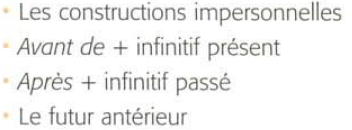 • Les constructions impersonnelles
• Avant de + infinitif présent
• Après + infinitif passé
• Le futur antérieur